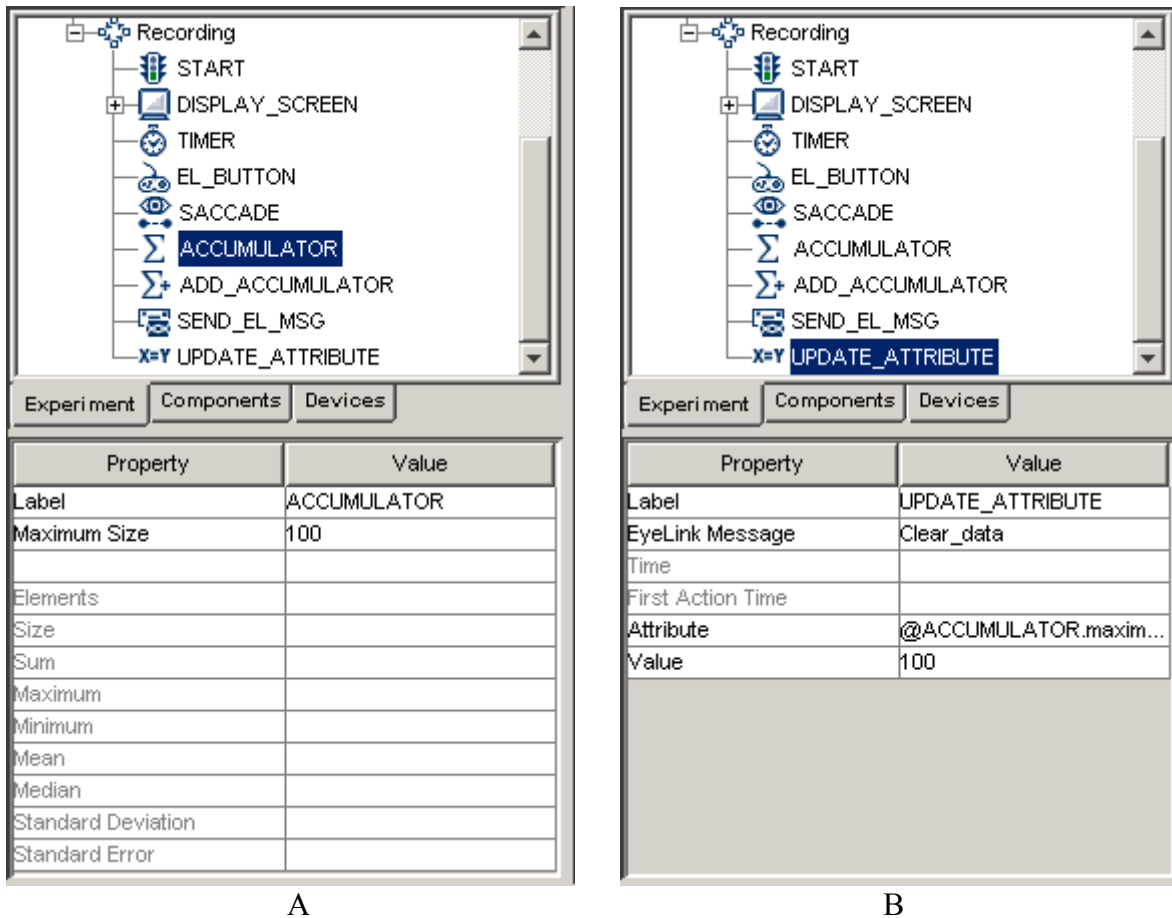 Recording
START
DISPLAY_SCREEN
TIMER
EL_BUTTON
SACCADE
ACCUMULATOR
ADD_ACCUMULATOR
SEND_EL_MSG
X=Y UPDATE_ATTRIBUTE
Experiment Components Devices
Property Value
Label ACCUMULATOR
Maximum Size 100
Elements
Size
Sum
Maximum
Minimum
Mean
Median
Standard Deviation
Standard Error
A
Recording
START
DISPLAY_SCREEN
TIMER
EL_BUTTON
SACCADE
ACCUMULATOR
ADD_ACCUMULATOR
SEND_EL_MSG
X=Y UPDATE_ATTRIBUTE
Experiment Components Devices
Property Value
Label UPDATE_ATTRIBUTE
EyeLink Message Clear_data
Time
First Action Time
Attribute @ACCUMULATOR.maxim...
Value 100
B